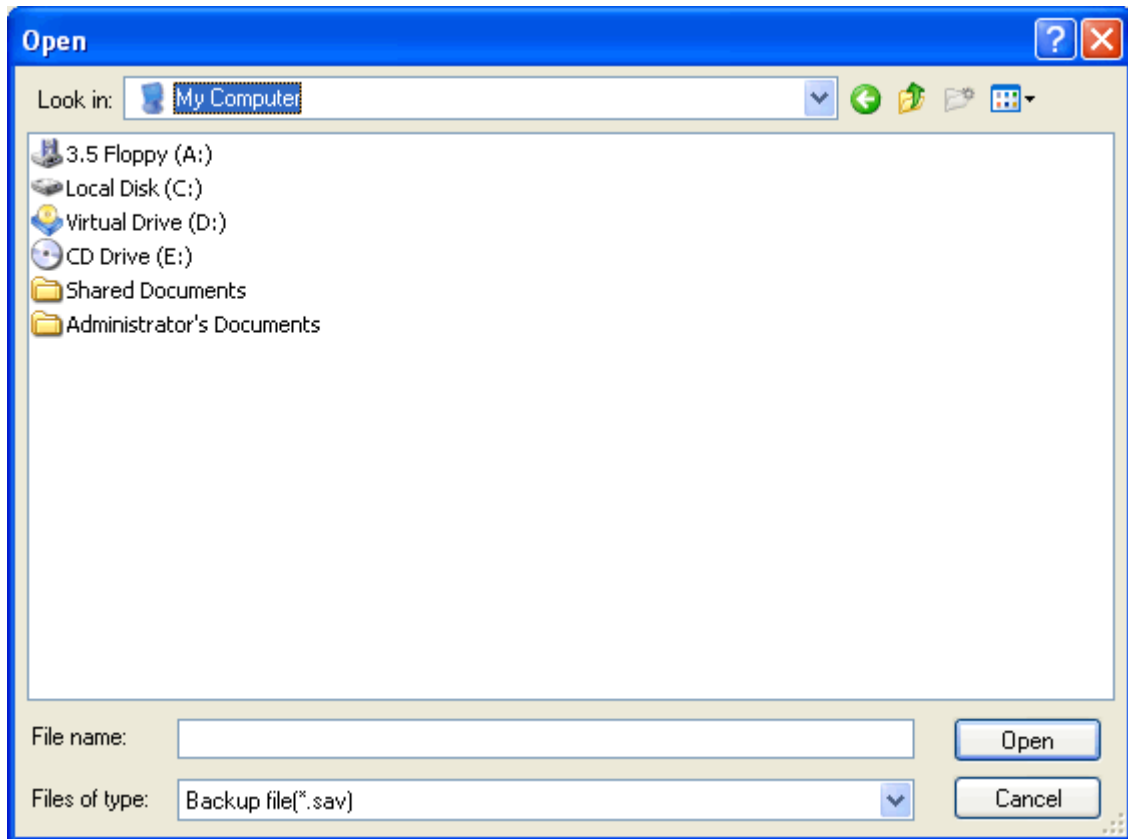 Open
Look in: My Computer
3.5 Floppy (A:)
Local Disk (C:)
Virtual Drive (D:)
CD Drive (E:)
Shared Documents
Administrator's Documents
File name: Open
Files of type: Backup file(*.sav) Cancel